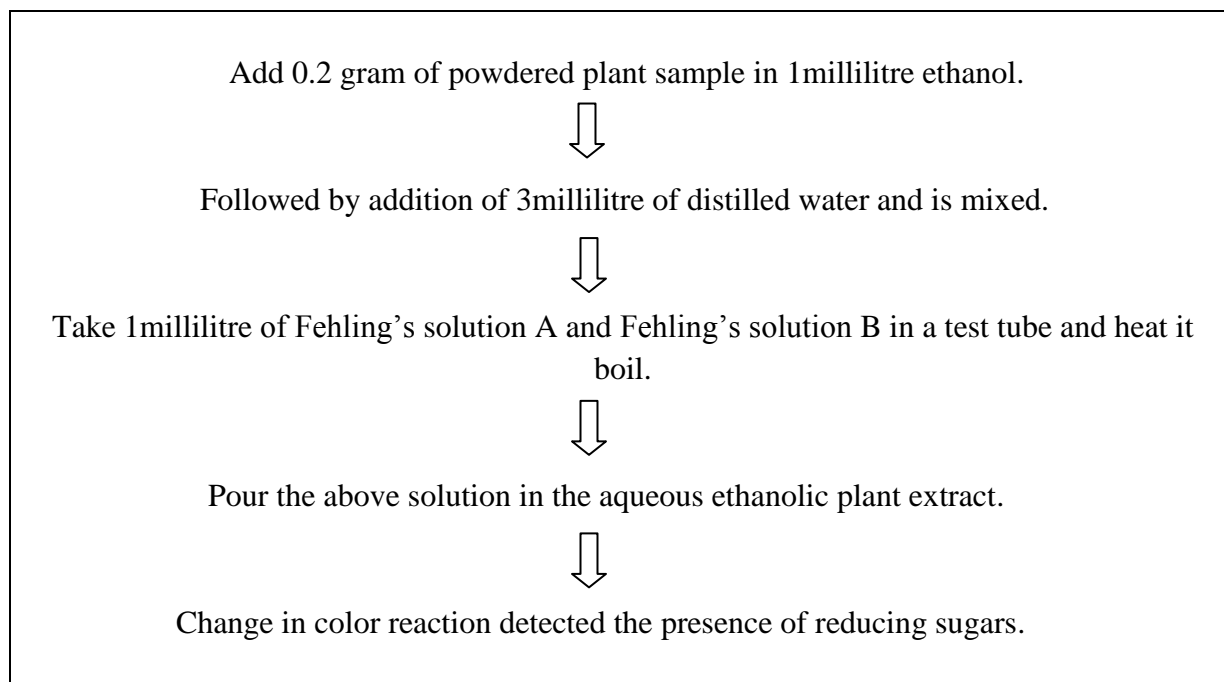 Add 0.2 gram of powdered plant sample in 1millilitre ethanol.
Followed by addition of 3millilitre of distilled water and is mixed.
Take 1millilitre of Fehling’s solution A and Fehling’s solution B in a test tube and heat it
boil.
Pour the above solution in the aqueous ethanolic plant extract.
Change in color reaction detected the presence of reducing sugars.